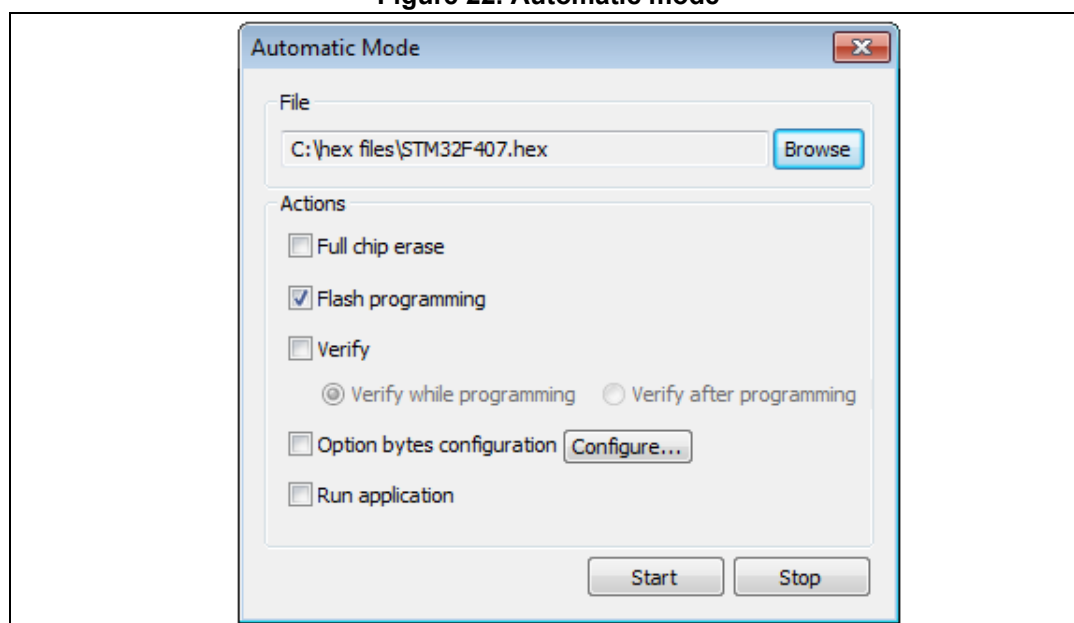 Figure 22. Automatic mode
Automatic Mode
File
C:\hex files\STM32F407.hex
Browse
Actions
Full chip erase
Flash programming
Verify
Verify while programming Verify after programming
Option bytes configuration Configure...
Run application
Start Stop